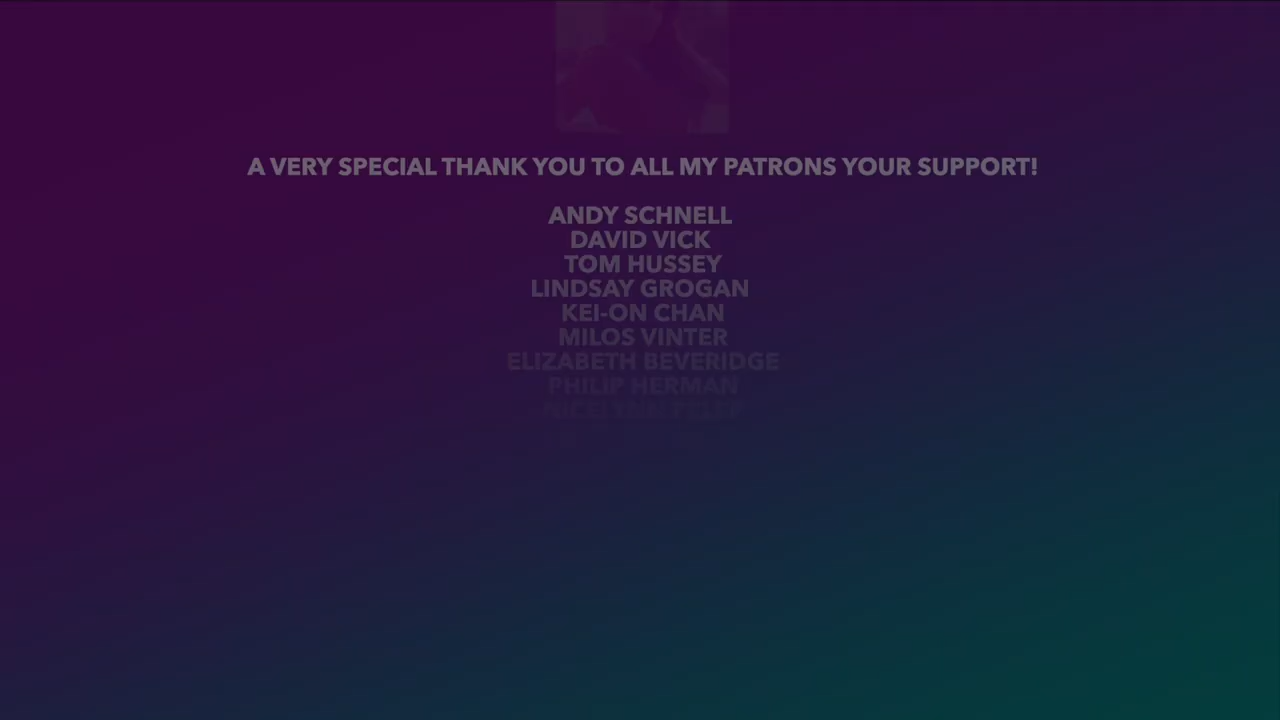 A VERY SPECIAL THANK YOU TO ALL MY PATRONS YOUR SUPPORT!
ANDY SCHNELL
DAVID VICK
TOM HUSSEY
LINDSAY GROGAN
KEI-ON CHAN
MILOS VINTER
ELIZABETH BEVERIDGE
PHILIP HERMAN